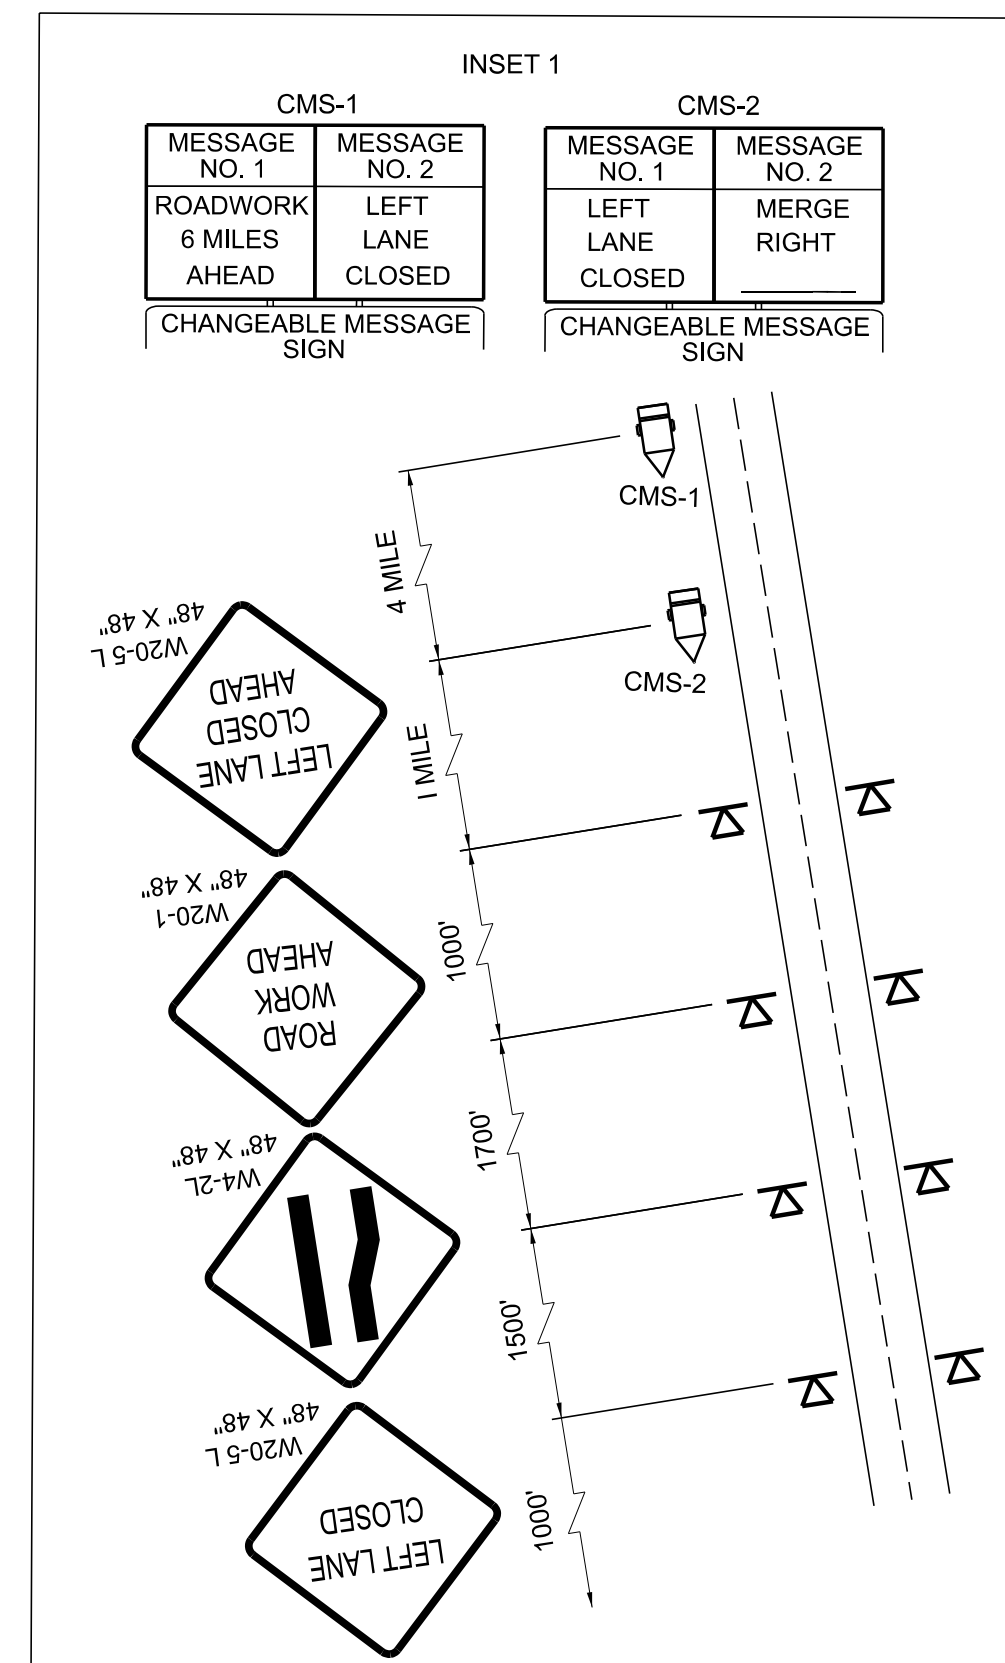 INSET 1
CMS-1
MESSAGE NO. 1
MESSAGE NO. 2
ROADWORK
6 MILES
AHEAD
LEFT
LANE
CLOSED
CHANGEABLE MESSAGE
SIGN
CMS-2
MESSAGE NO. 1
MESSAGE NO. 2
LEFT
LANE
CLOSED
MERGE
RIGHT
CHANGEABLE MESSAGE
SIGN
CMS-1
4 MILE
CMS-2
1 MILE
1000'
1700'
1500'
1000'
W20-5 L
48" X 48"
LEFT LANE
CLOSED
AHEAD
W20-1
48" X 48"
ROAD
WORK
AHEAD
W4-2L
48" X 48"
W20-5 L
48" X 48"
LEFT LANE
CLOSED